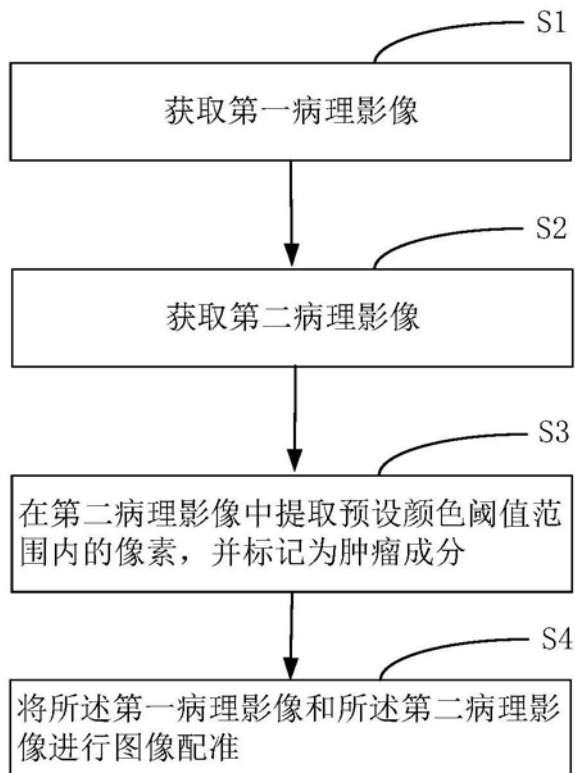 S1
获取第一病理影像
S2
获取第二病理影像
S3
在第二病理影像中提取预设颜色阈值范
围内的像素，并标记为肿瘤成分
S4
将所述第一病理影像和所述第二病理影
像进行图像配准